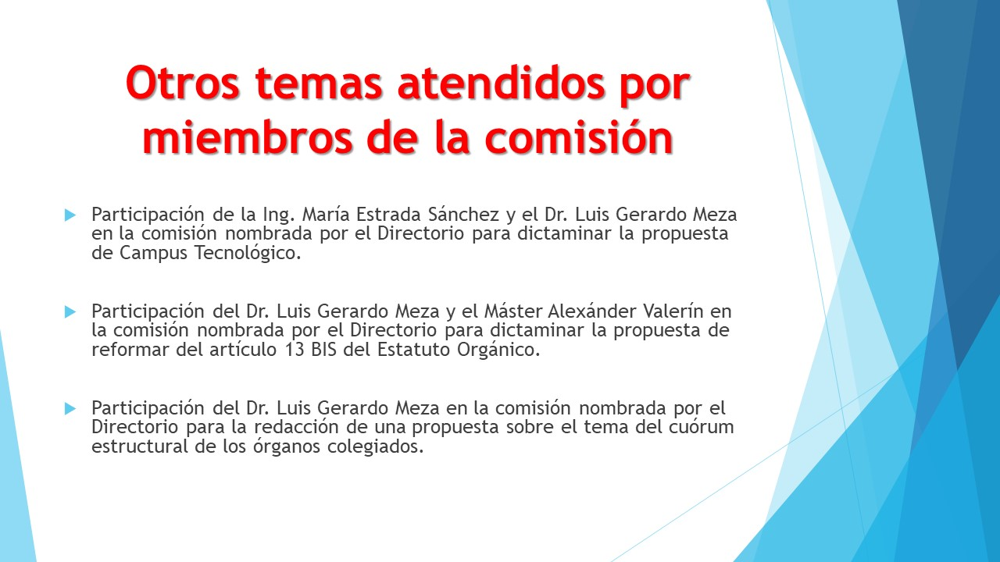 Otros temas atendidos por
miembros de la comisión
Participación de la Ing. María Estrada Sánchez y el Dr. Luis Gerardo Meza
en la comisión nombrada por el Directorio para dictaminar la propuesta
de Campus Tecnológico.
Participación del Dr. Luis Gerardo Meza y el Máster Alexánder Valerín en
la comisión nombrada por el Directorio para dictaminar la propuesta de
reformar del artículo 13 BIS del Estatuto Orgánico.
Participación del Dr. Luis Gerardo Meza en la comisión nombrada por el
Directorio para la redacción de una propuesta sobre el tema del cuórum
estructural de los órganos colegiados.